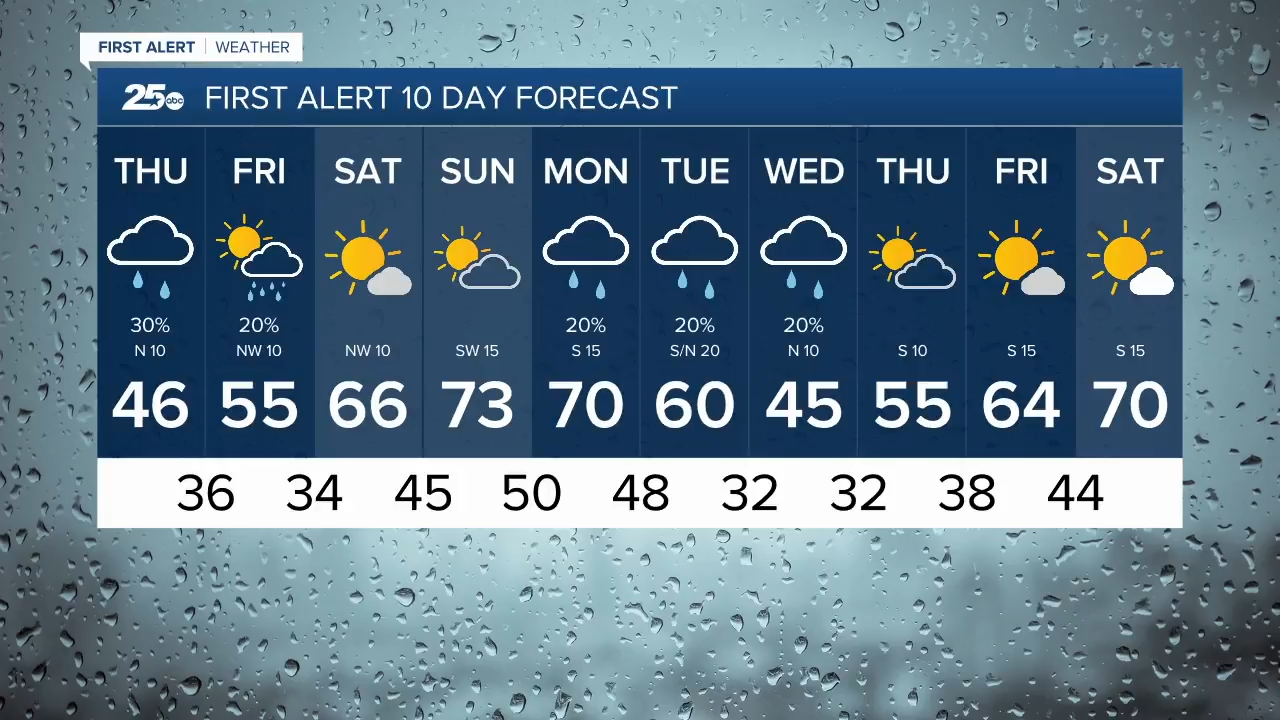 FIRST ALERT | WEATHER
25 abc FIRST ALERT 10 DAY FORECAST
THU FRI SAT SUN MON TUE WED THU FRI SAT
30% 20% 20% 20% 20%
N 10 NW 10 NW 10 SW 15 S 15 S/N 20 N 10 S 10 S 15 S 15
46 55 66 73 70 60 45 55 64 70
36 34 45 50 48 32 32 38 44